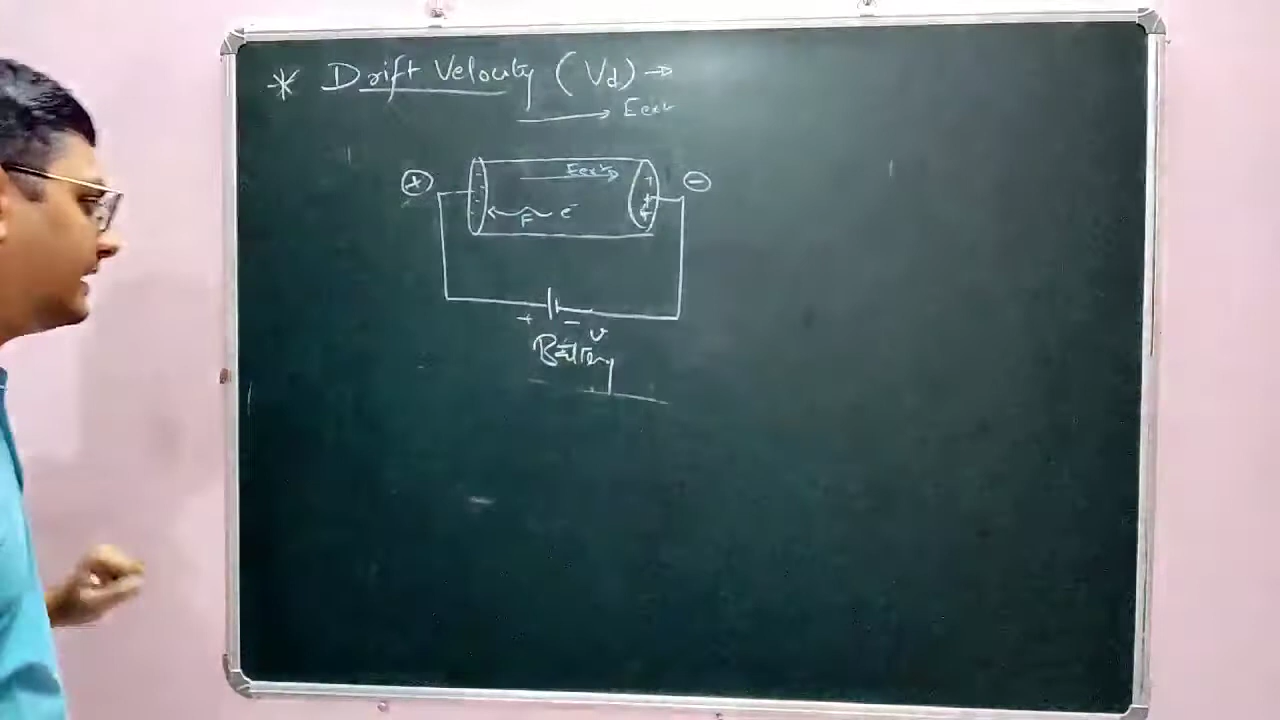 * Drift Velocity (Vd) →
→ Eext
⊕ Eext ⊖
← F e⁻
+ − V
Battery